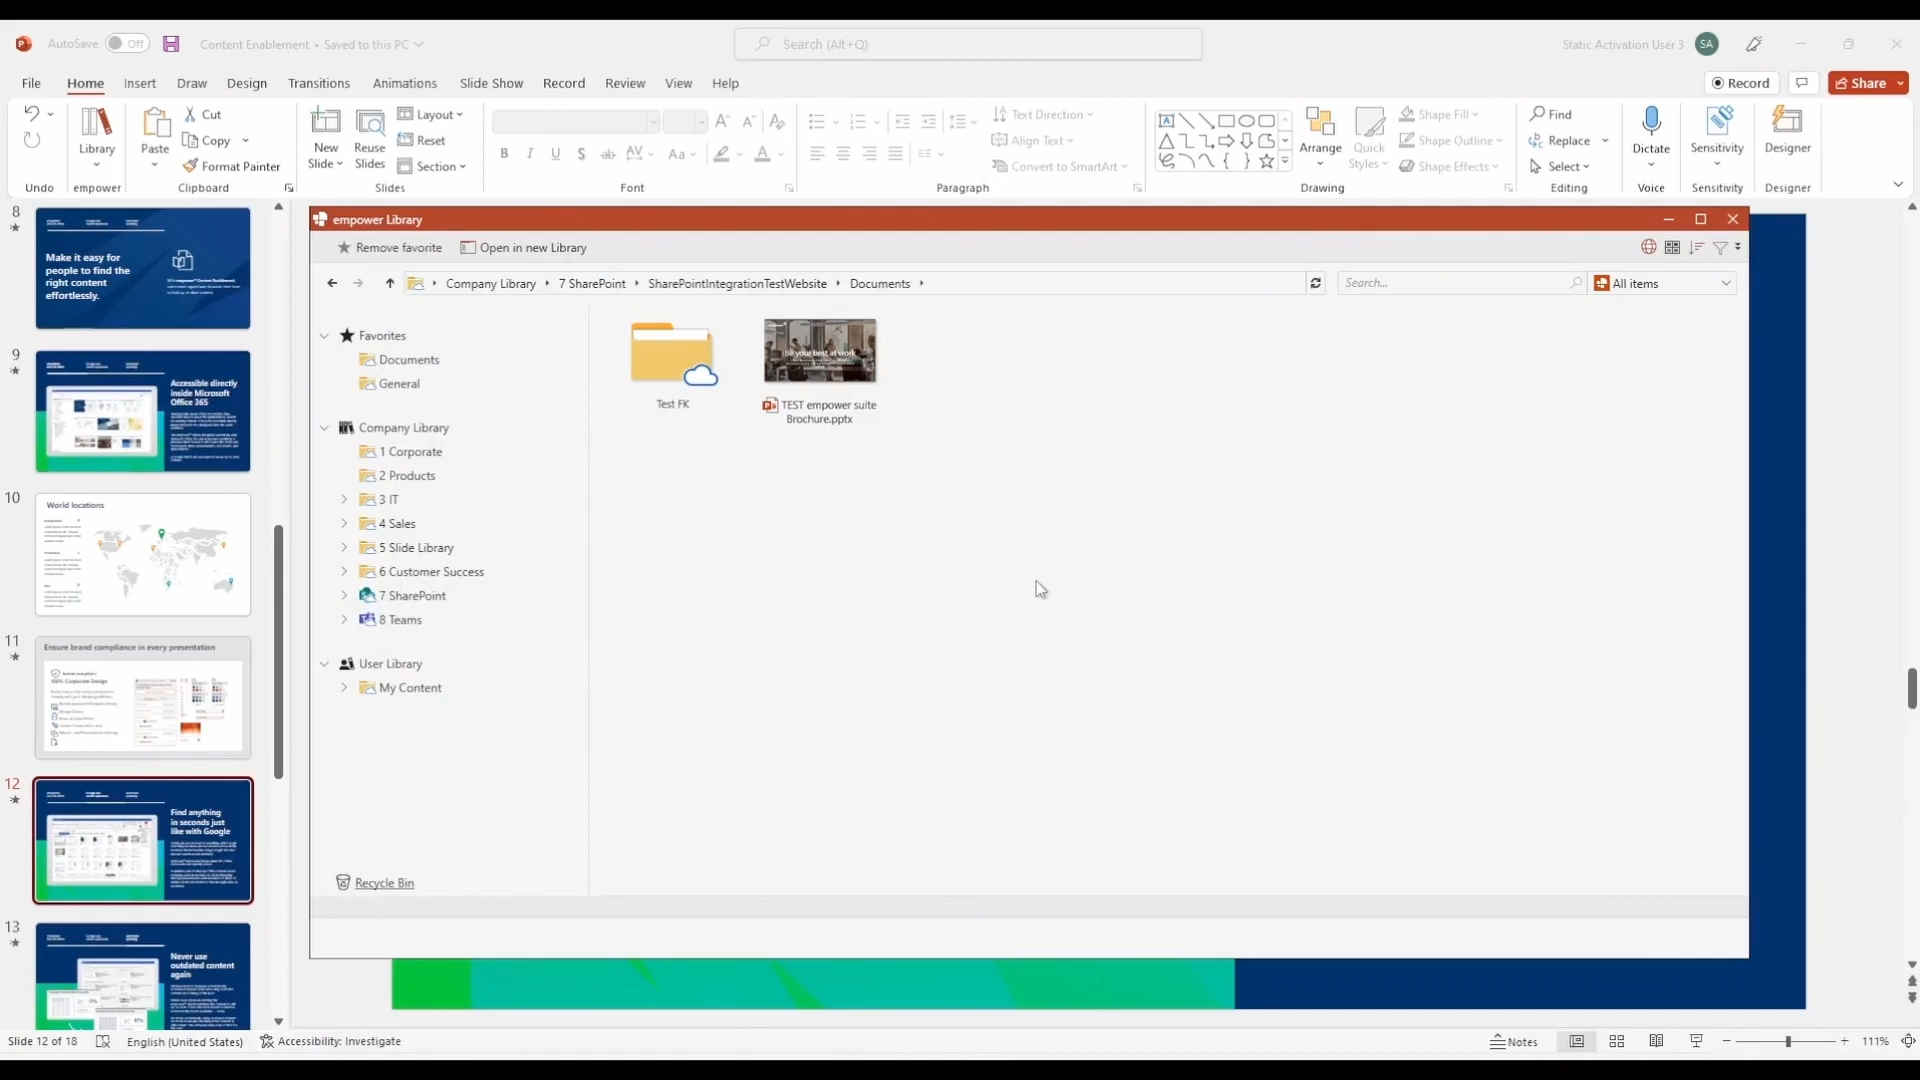 AutoSave Off Content Enablement • Saved to this PC
Search (Alt+Q)
Static Activation User 3 SA
File Home Insert Draw Design Transitions Animations Slide Show Record Review View Help
Record Share
Library
Paste
Cut
Copy
Format Painter
New
Slide
Reuse
Slides
Layout
Reset
Section
Text Direction
Align Text
Convert to SmartArt
Arrange
Quick
Styles
Shape Fill
Shape Outline
Shape Effects
Find
Replace
Select
Dictate
Sensitivity
Designer
Undo empower Clipboard Slides Font Paragraph Drawing Editing Voice Sensitivity Designer
8
Make it easy for
people to find the
right content
effortlessly.
9
Accessible directly
inside Microsoft
Office 365
10
World locations
11
Ensure brand compliance in every presentation
12
Find anything
in seconds just
like with Google
13
Never use
outdated content
again
empower Library
Remove favorite Open in new Library
Company Library 7 SharePoint SharePointIntegrationTestWebsite Documents
Search...
All items
Favorites
Documents
General
Company Library
1 Corporate
2 Products
3 IT
4 Sales
5 Slide Library
6 Customer Success
7 SharePoint
8 Teams
User Library
My Content
Recycle Bin
Test FK
Be your best at work
TEST empower suite
Brochure.pptx
Slide 12 of 18 English (United States) Accessibility: Investigate
Notes
111%